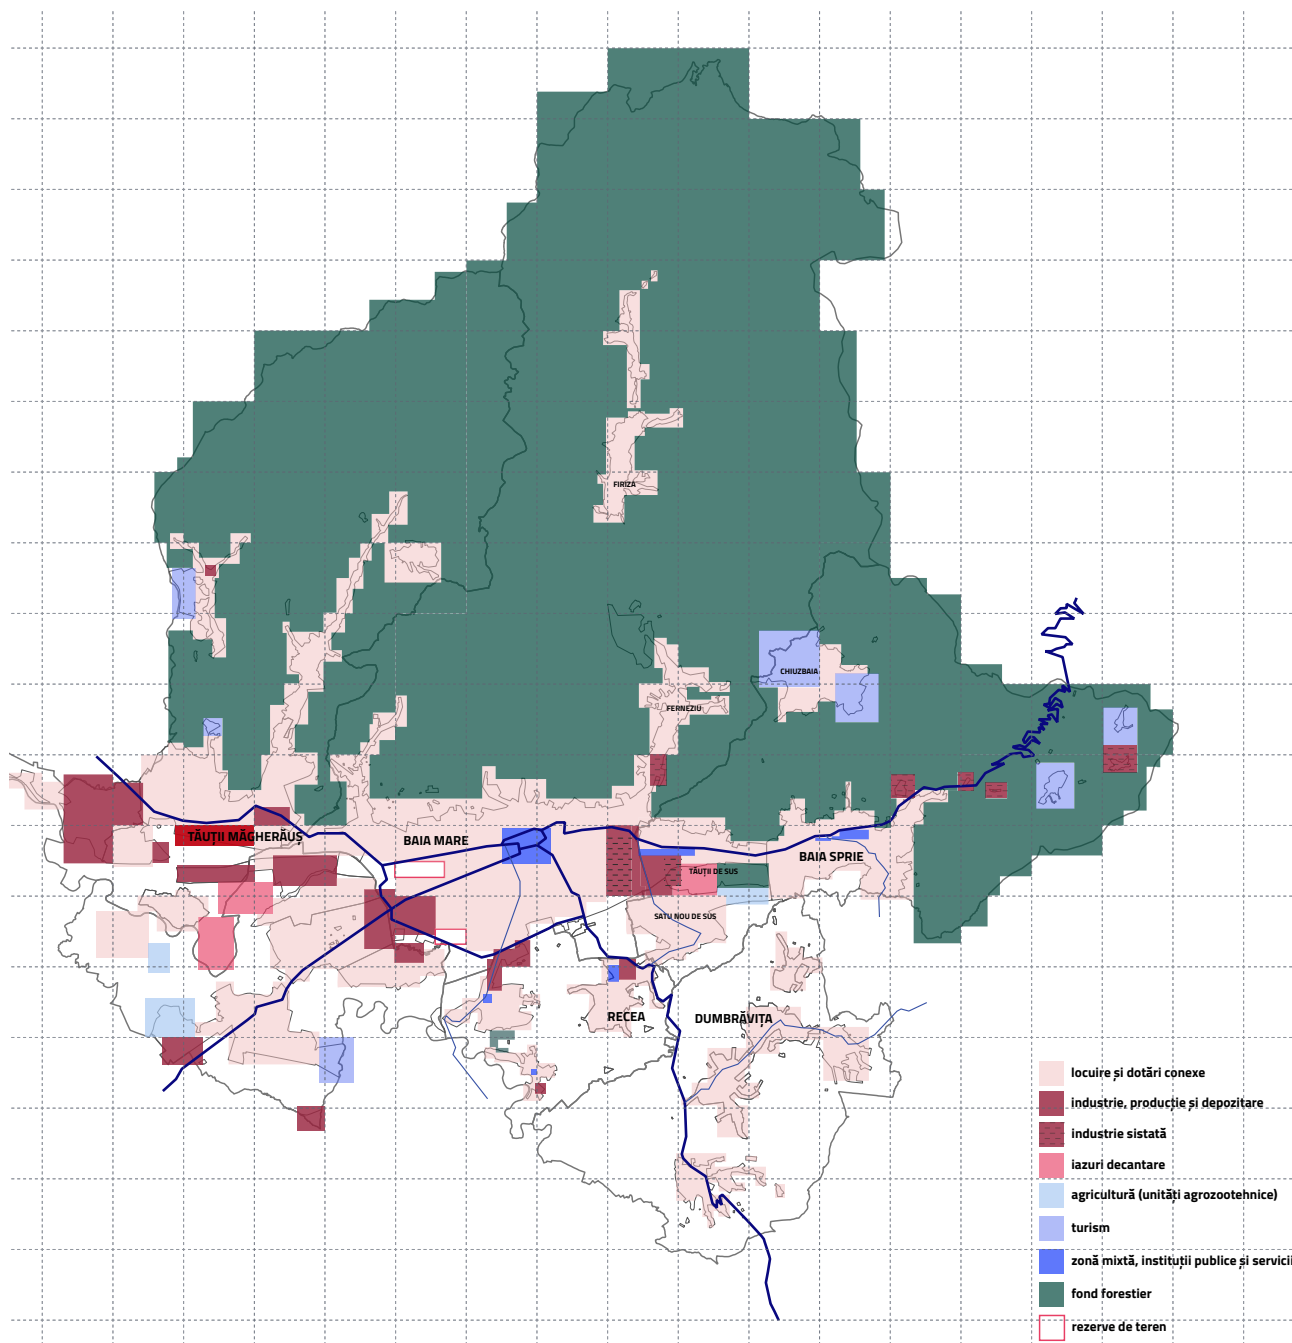 FIRIZA
CHIUZBAIA
FERNEZIU
TĂUȚII MĂGHERĂUȘ
BAIA MARE
BAIA SPRIE
TĂUȚII DE SUS
SATU NOU DE SUS
RECEA
DUMBRĂVIȚA
locuire și dotări conexe
industrie, producție și depozitare
industrie sistată
iazuri decantare
agricultură (unități agrozootehnice)
turism
zonă mixtă, instituții publice și servicii
fond forestier
rezerve de teren